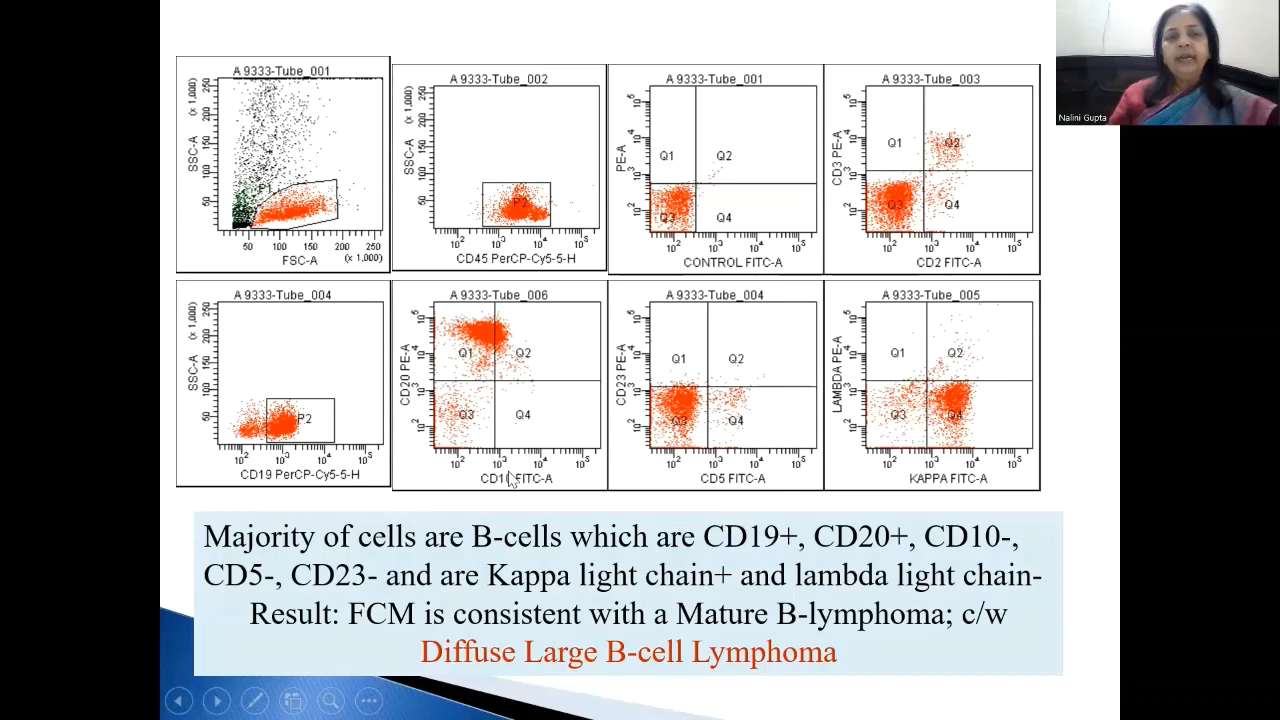 A 9333-Tube_001
SSC-A
(x 1,000)
50 100 150 200 250
P1
50 100 150 200 250
FSC-A
(x 1,000)
A 9333-Tube_002
SSC-A
(x 1,000)
50 100 150 200 250
P2
10² 10³ 10⁴ 10⁵
CD45 PerCP-Cy5-5-H
A 9333-Tube_001
PE-A
10² 10³ 10⁴ 10⁵
Q1 Q2
Q3 Q4
10² 10³ 10⁴ 10⁵
CONTROL FITC-A
A 9333-Tube_003
CD3 PE-A
10² 10³ 10⁴ 10⁵
Q1 Q2
Q3 Q4
10² 10³ 10⁴ 10⁵
CD2 FITC-A
Nalini Gupta
A 9333-Tube_004
SSC-A
(x 1,000)
50 100 150 200 250
P2
10² 10³ 10⁴ 10⁵
CD19 PerCP-Cy5-5-H
A 9333-Tube_006
CD20 PE-A
10² 10³ 10⁴ 10⁵
Q1 Q2
Q3 Q4
10² 10³ 10⁴ 10⁵
CD10 FITC-A
A 9333-Tube_004
CD23 PE-A
10² 10³ 10⁴ 10⁵
Q1 Q2
Q3 Q4
10² 10³ 10⁴ 10⁵
CD5 FITC-A
A 9333-Tube_005
LAMBDA PE-A
10² 10³ 10⁴ 10⁵
Q1 Q2
Q3 Q4
10² 10³ 10⁴ 10⁵
KAPPA FITC-A
Majority of cells are B-cells which are CD19+, CD20+, CD10-,
CD5-, CD23- and are Kappa light chain+ and lambda light chain-
Result: FCM is consistent with a Mature B-lymphoma; c/w
Diffuse Large B-cell Lymphoma